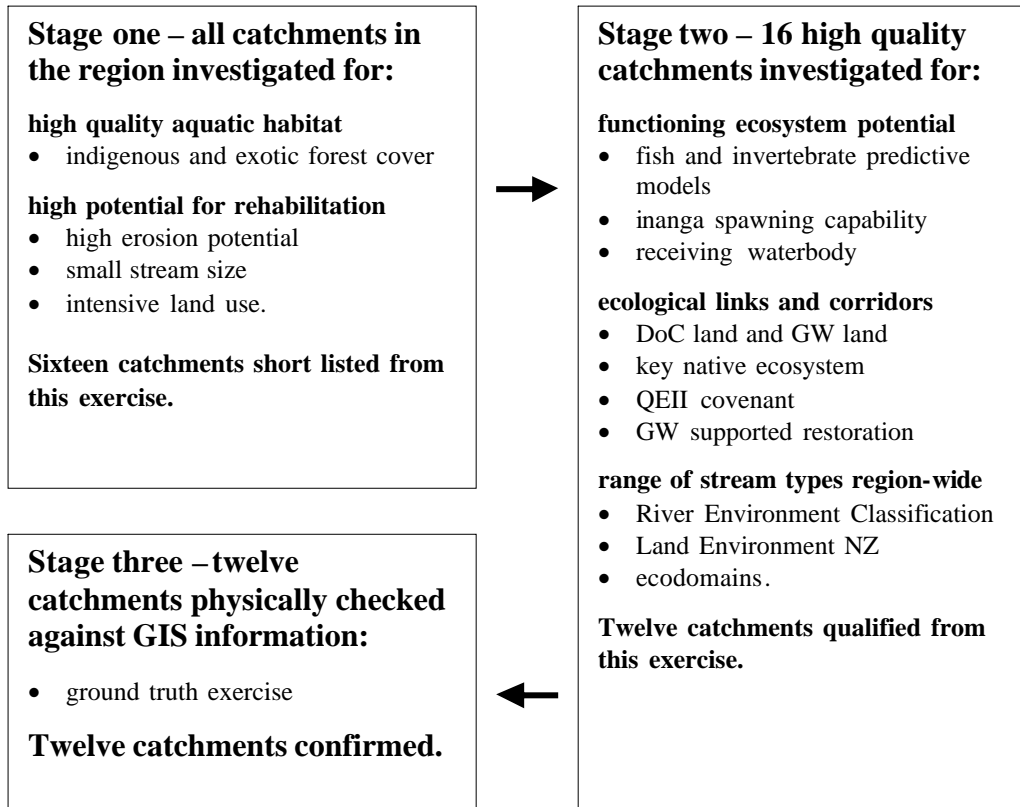 Stage one – all catchments in
the region investigated for:
high quality aquatic habitat
• indigenous and exotic forest cover
high potential for rehabilitation
• high erosion potential
• small stream size
• intensive land use.
Sixteen catchments short listed from
this exercise.
Stage two – 16 high quality
catchments investigated for:
functioning ecosystem potential
• fish and invertebrate predictive
models
• inanga spawning capability
• receiving waterbody
ecological links and corridors
• DoC land and GW land
• key native ecosystem
• QEII covenant
• GW supported restoration
range of stream types region-wide
• River Environment Classification
• Land Environment NZ
• ecodomains.
Twelve catchments qualified from
this exercise.
Stage three – twelve
catchments physically checked
against GIS information:
• ground truth exercise
Twelve catchments confirmed.